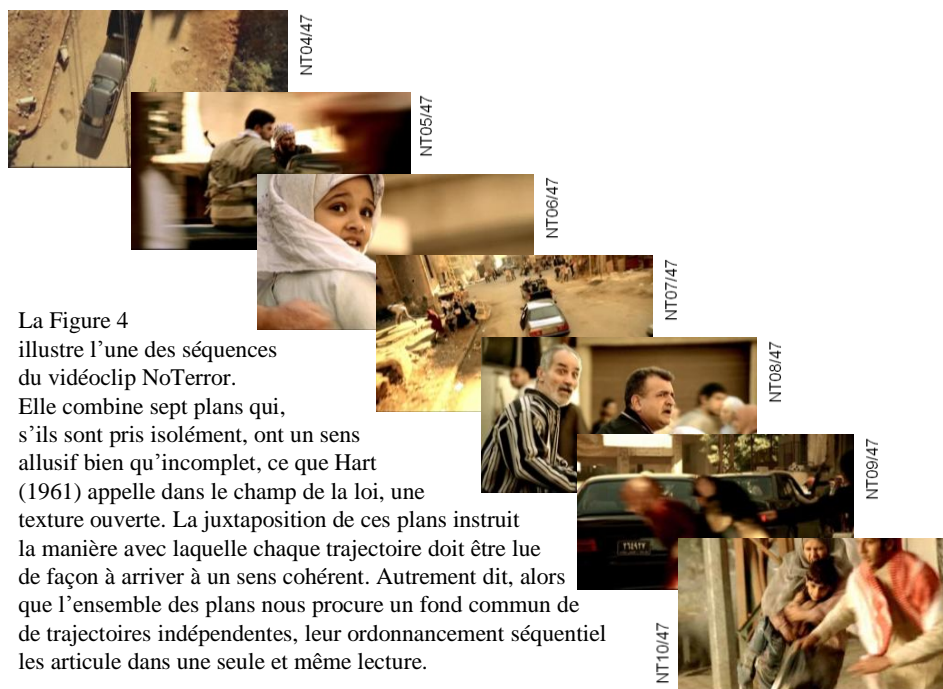 NT04/47
NT05/47
NT06/47
NT07/47
NT08/47
NT09/47
NT10/47
La Figure 4
illustre l’une des séquences
du vidéoclip NoTerror.
Elle combine sept plans qui,
s’ils sont pris isolément, ont un sens
allusif bien qu’incomplet, ce que Hart
(1961) appelle dans le champ de la loi, une
texture ouverte. La juxtaposition de ces plans instruit
la manière avec laquelle chaque trajectoire doit être lue
de façon à arriver à un sens cohérent. Autrement dit, alors
que l’ensemble des plans nous procure un fond commun de
de trajectoires indépendentes, leur ordonnancement séquentiel
les articule dans une seule et même lecture.